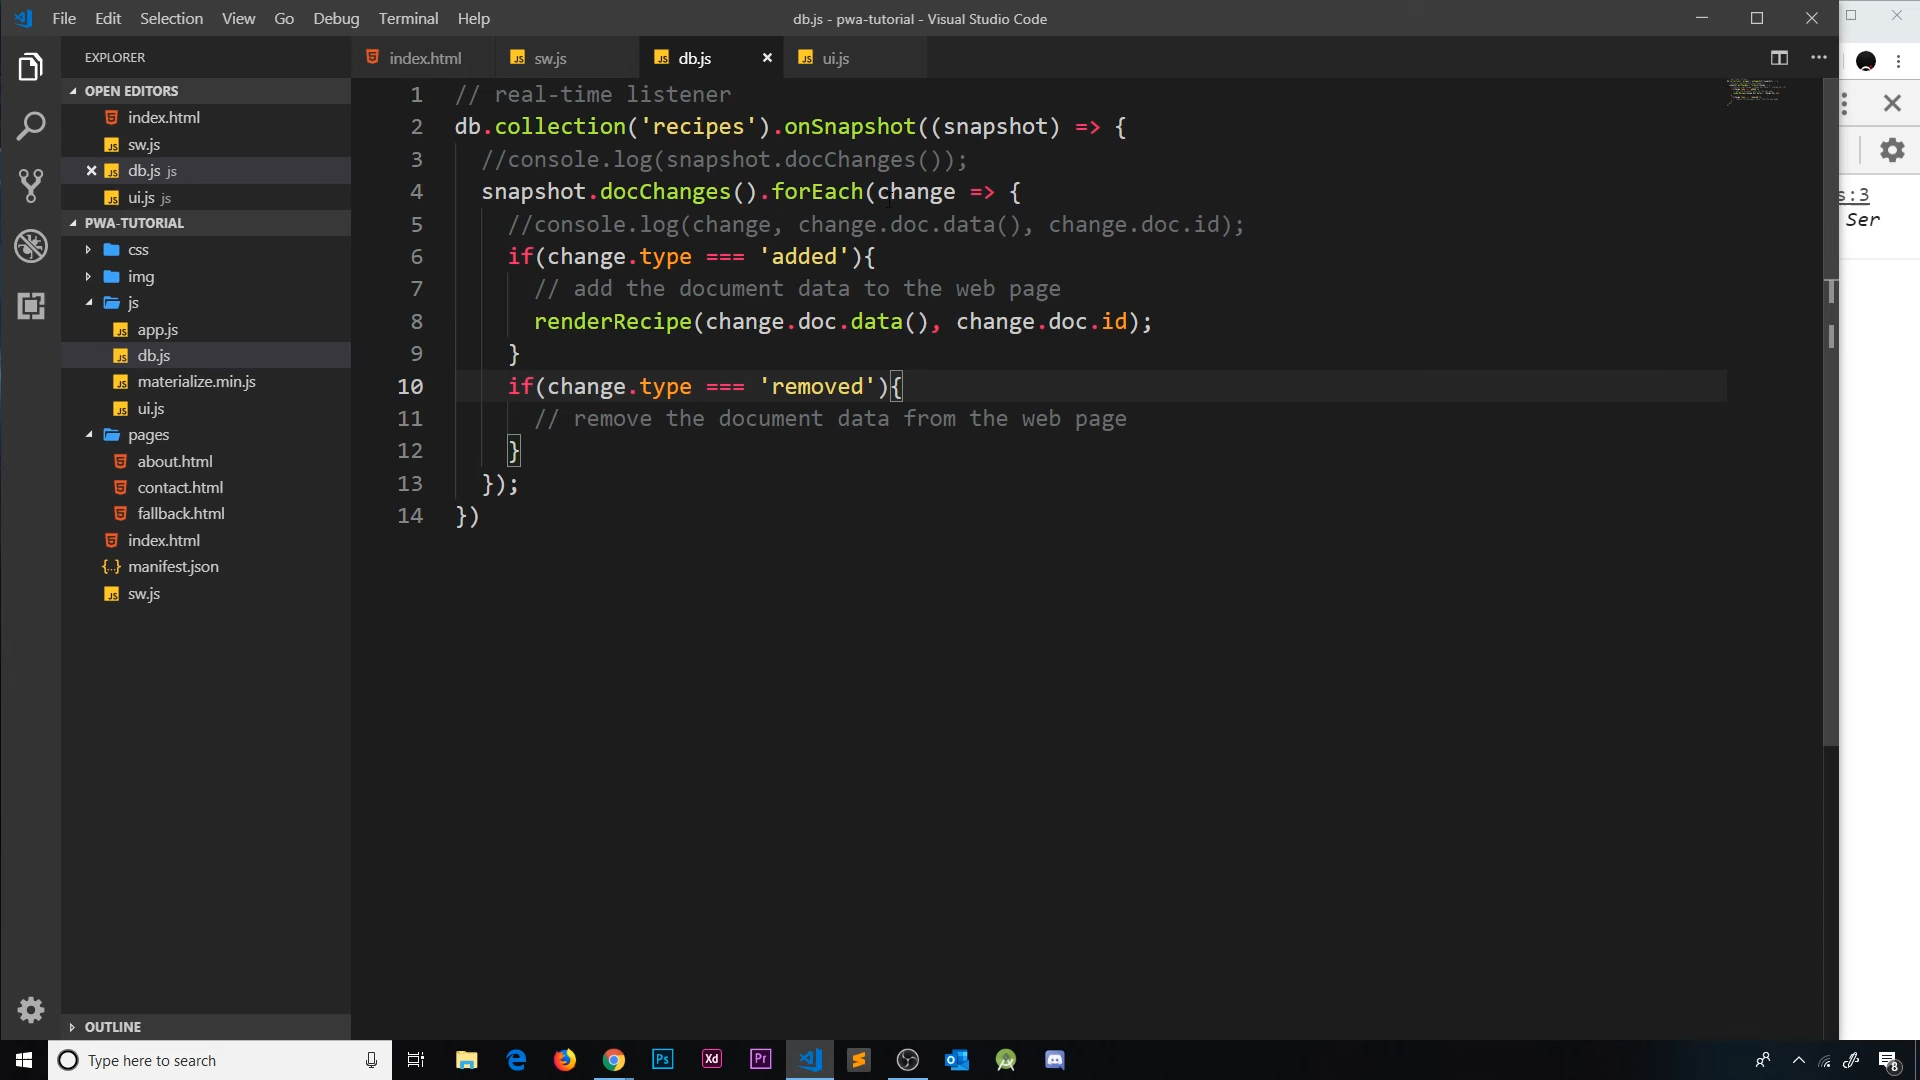 File Edit Selection View Go Debug Terminal Help
db.js - pwa-tutorial - Visual Studio Code
EXPLORER
OPEN EDITORS
index.html
sw.js
db.js js
ui.js js
PWA-TUTORIAL
css
img
js
app.js
db.js
materialize.min.js
ui.js
pages
about.html
contact.html
fallback.html
index.html
manifest.json
sw.js
OUTLINE
index.html sw.js db.js ui.js
1 // real-time listener
2 db.collection('recipes').onSnapshot((snapshot) => {
3 //console.log(snapshot.docChanges());
4 snapshot.docChanges().forEach(change => {
5 //console.log(change, change.doc.data(), change.doc.id);
6 if(change.type === 'added'){
7 // add the document data to the web page
8 renderRecipe(change.doc.data(), change.doc.id);
9 }
10 if(change.type === 'removed'){
11 // remove the document data from the web page
12 }
13 });
14 })
s:3
Ser
Type here to search
Ps
Xd
Pr
8